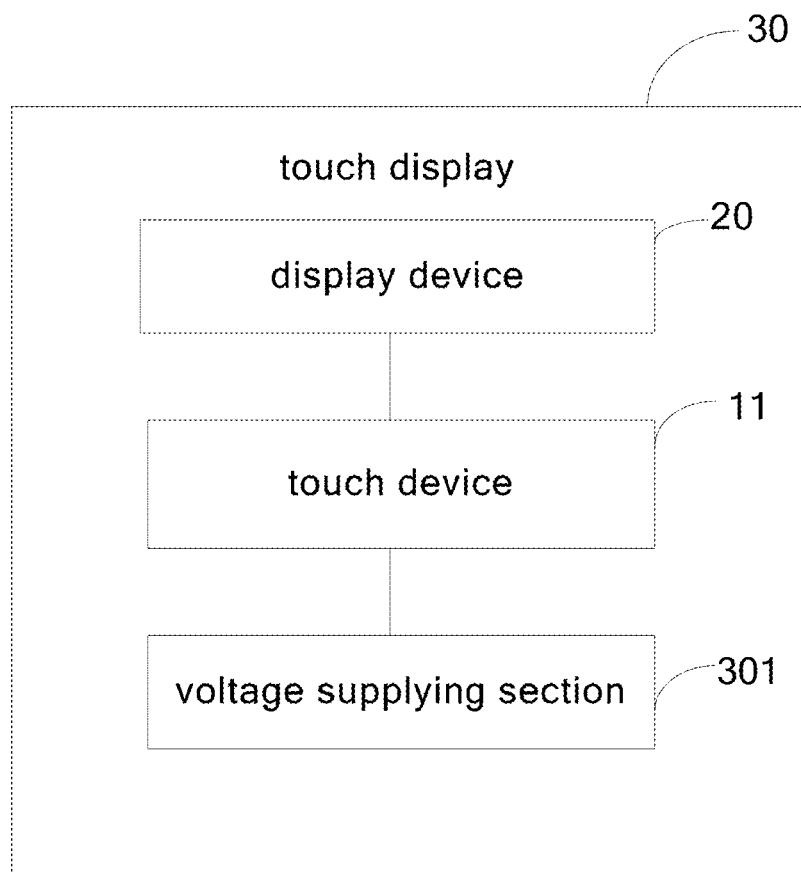 30
touch display
20
display device
11
touch device
301
voltage supplying section